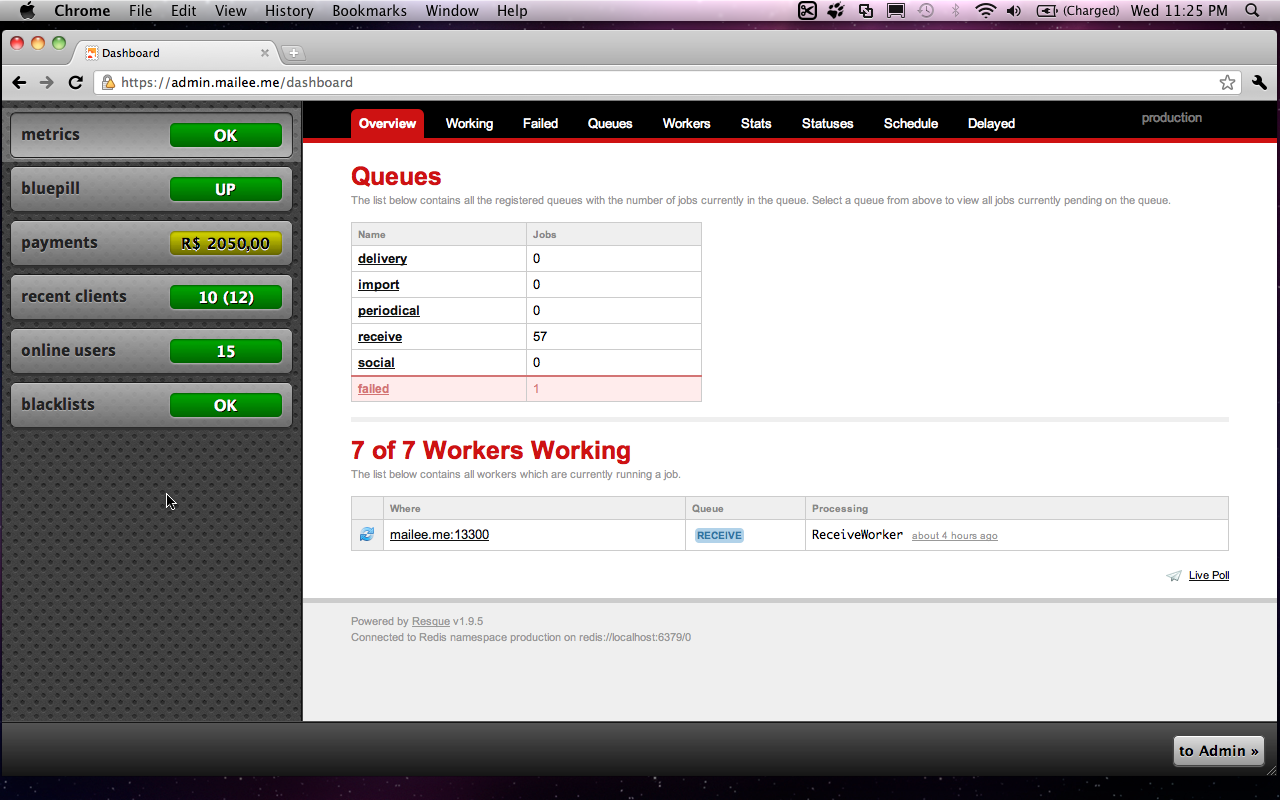 Chrome File Edit View History Bookmarks Window Help (Charged) Wed 11:25 PM
Dashboard
https://admin.mailee.me/dashboard
metrics OK
bluepill UP
payments R$ 2050,00
recent clients 10 (12)
online users 15
blacklists OK
Overview Working Failed Queues Workers Stats Statuses Schedule Delayed production
Queues
The list below contains all the registered queues with the number of jobs currently in the queue. Select a queue from above to view all jobs currently pending on the queue.
Name Jobs
delivery 0
import 0
periodical 0
receive 57
social 0
failed 1
7 of 7 Workers Working
The list below contains all workers which are currently running a job.
Where Queue Processing
mailee.me:13300 RECEIVE ReceiveWorker about 4 hours ago
Live Poll
Powered by Resque v1.9.5
Connected to Redis namespace production on redis://localhost:6379/0
to Admin »